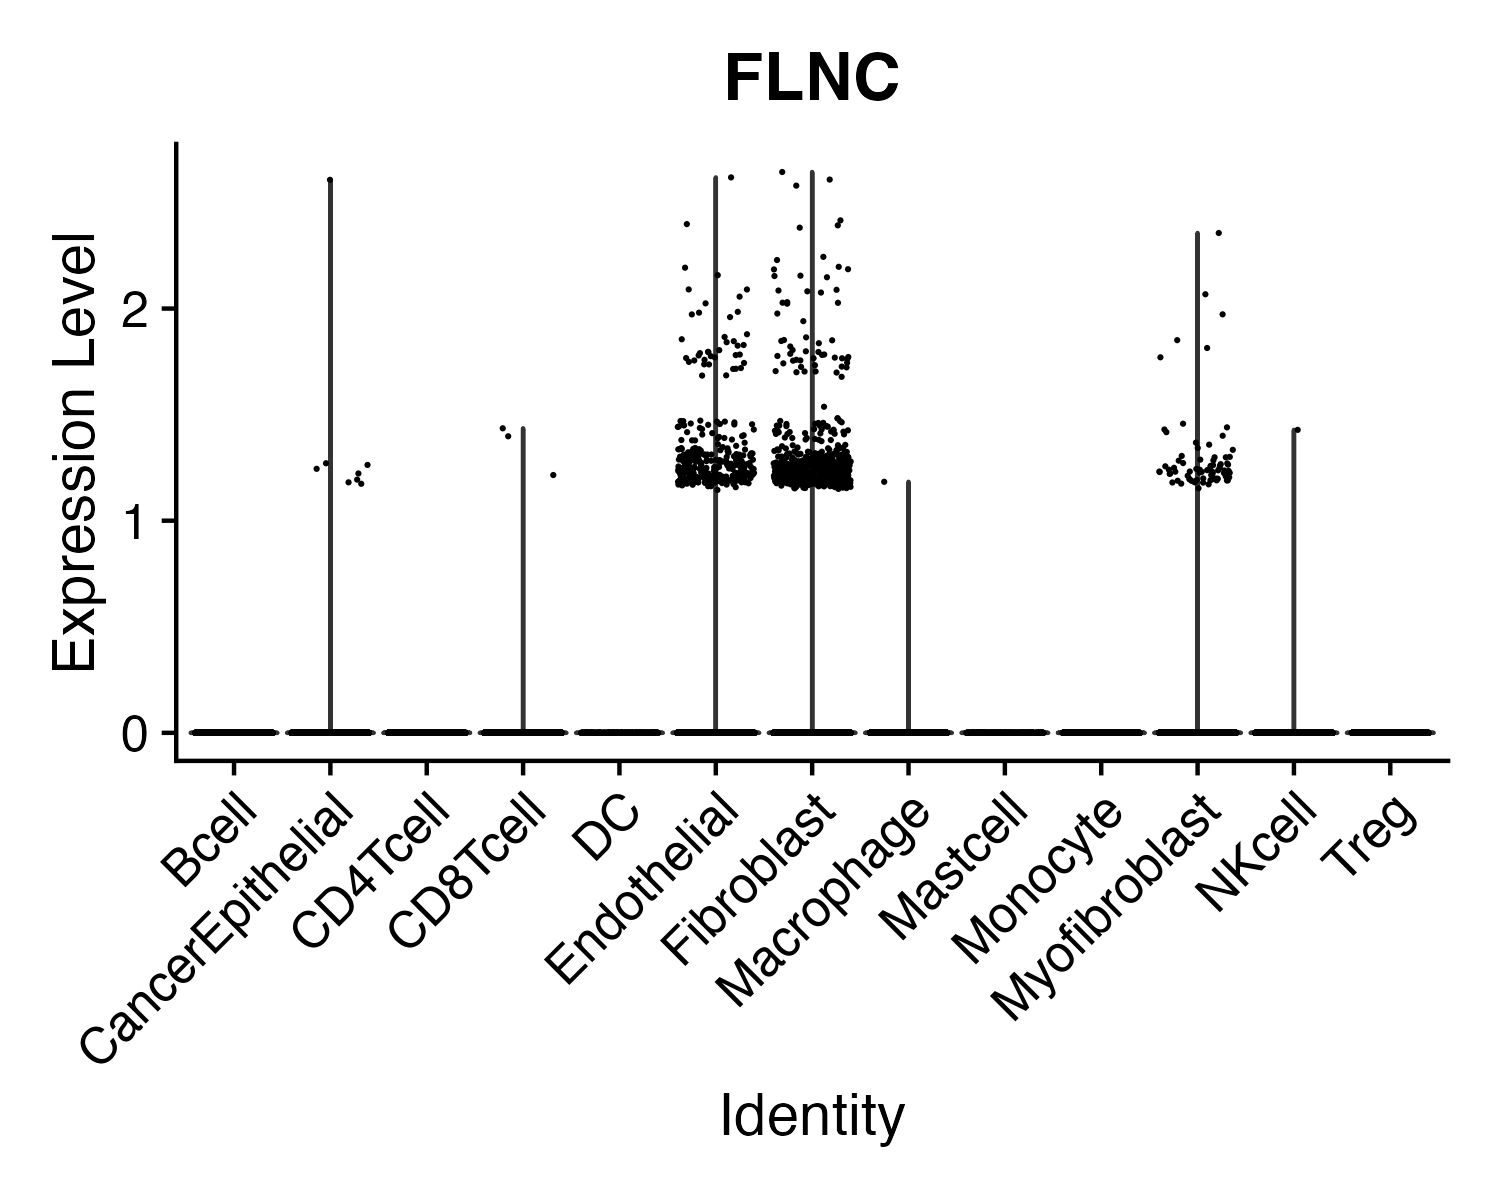 FLNC
Expression Level
2
1
0
Bcell
CancerEpithelial
CD4Tcell
CD8Tcell
DC
Endothelial
Fibroblast
Macrophage
Mastcell
Monocyte
Myofibroblast
NKcell
Treg
Identity